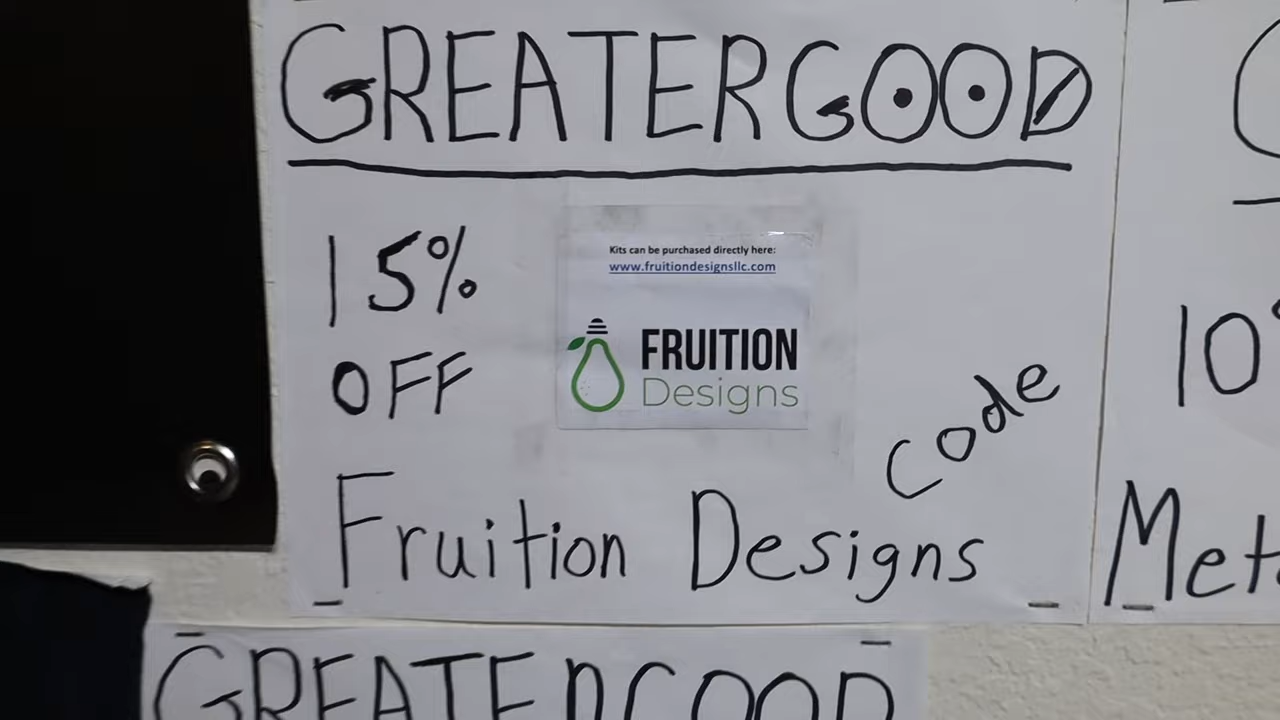 GREATERGOOD
15%
OFF
Kits can be purchased directly here:
www.fruitiondesignsllc.com
FRUITION
Designs
code
Fruition Designs
10
GREATERGOOD